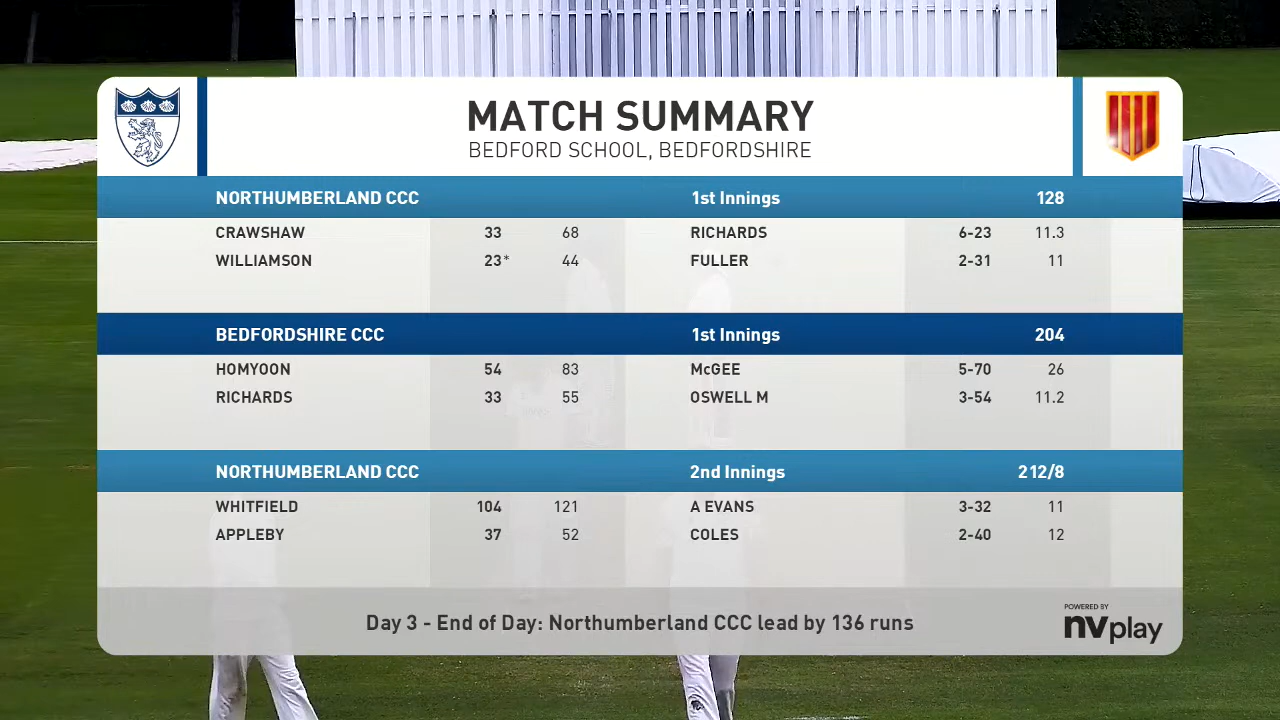 MATCH SUMMARY
BEDFORD SCHOOL, BEDFORDSHIRE
NORTHUMBERLAND CCC 1st Innings 128
CRAWSHAW 33 68 RICHARDS 6-23 11.3
WILLIAMSON 23* 44 FULLER 2-31 11
BEDFORDSHIRE CCC 1st Innings 204
HOMYOON 54 83 McGEE 5-70 26
RICHARDS 33 55 OSWELL M 3-54 11.2
NORTHUMBERLAND CCC 2nd Innings 212/8
WHITFIELD 104 121 A EVANS 3-32 11
APPLEBY 37 52 COLES 2-40 12
Day 3 - End of Day: Northumberland CCC lead by 136 runs
POWERED BY
nvplay